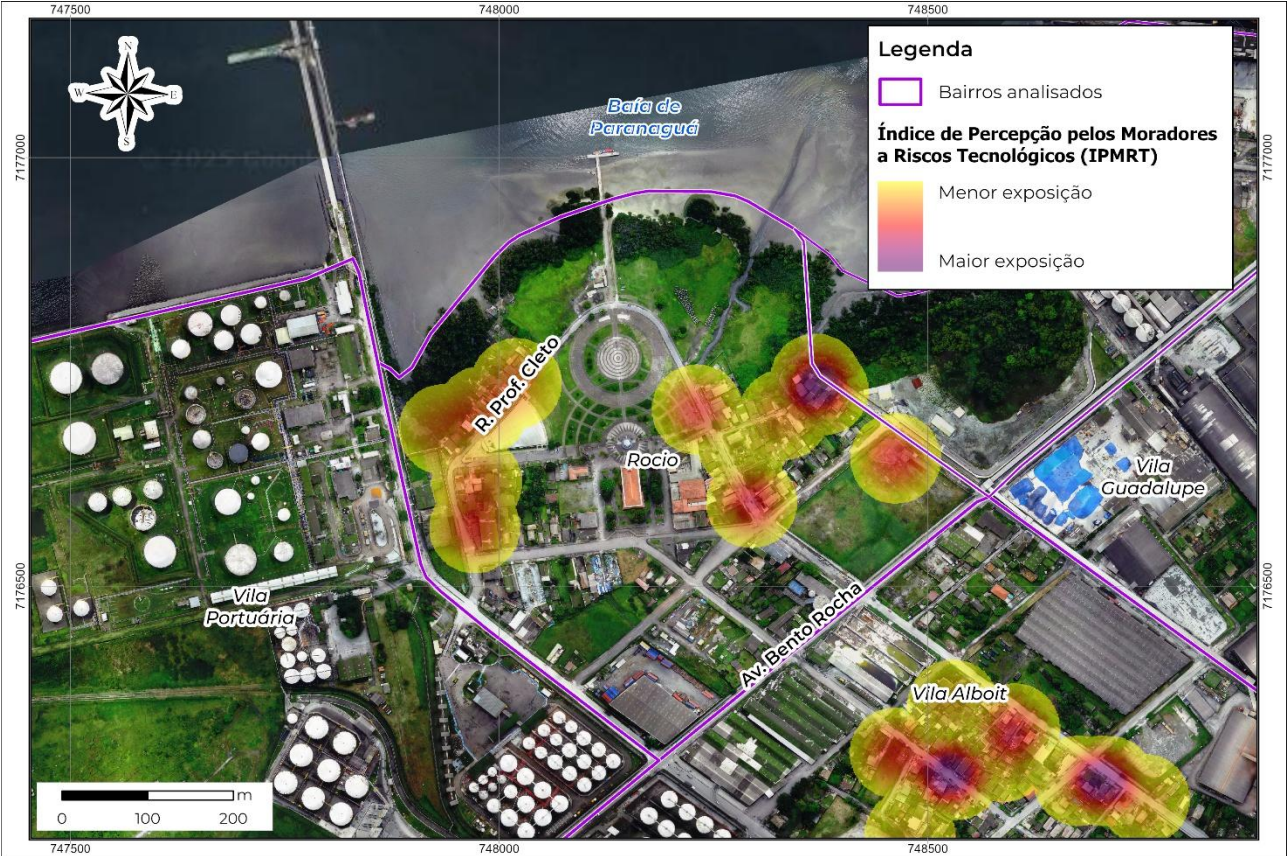 747500
748000
748500
N
W
E
S
7177000
7177000
Legenda
Bairros analisados
Índice de Percepção pelos Moradores
a Riscos Tecnológicos (IPMRT)
Menor exposição
Maior exposição
Baía de
Paranaguá
R. Prof. Cleto
Rocio
Vila
Guadalupe
7176500
7176500
Vila
Portuária
Av. Bento Rocha
Vila Alboit
m
0 100 200
747500
748000
748500